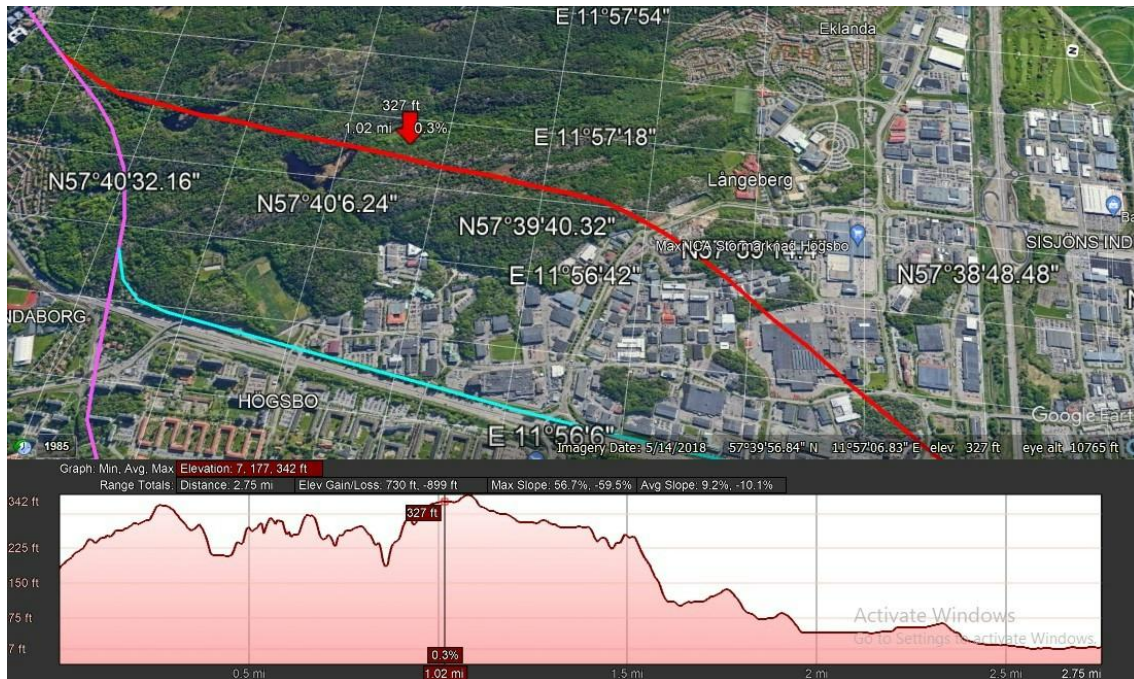 E 11°57'54"
Eklanda
N
327 ft
1.02 mi 0.3%
E 11°57'18"
N57°40'32.16"
Långeberg
N57°40'6.24"
N57°39'40.32"
Maxi ICA Stormarknad Högsbo
SISJÖNS IND
E 11°56'42"
N57°38'48.48"
NDABORG
HÖGSBO
Google Eart
E 11°56'6"
1985
Imagery Date: 5/14/2018 57°39'56.84" N 11°57'06.83" E elev 327 ft eye alt 10765 ft
Graph: Min, Avg, Max Elevation: 7, 177, 342 ft
Range Totals: Distance: 2.75 mi Elev Gain/Loss: 730 ft, -899 ft Max Slope: 56.7%, -59.5% Avg Slope: 9.2%, -10.1%
342 ft
327 ft
225 ft
150 ft
75 ft
Activate Windows
Go to Settings to activate Windows.
7 ft
0.3%
0.5 mi 1.02 mi 1.5 mi 2 mi 2.5 mi 2.75 mi